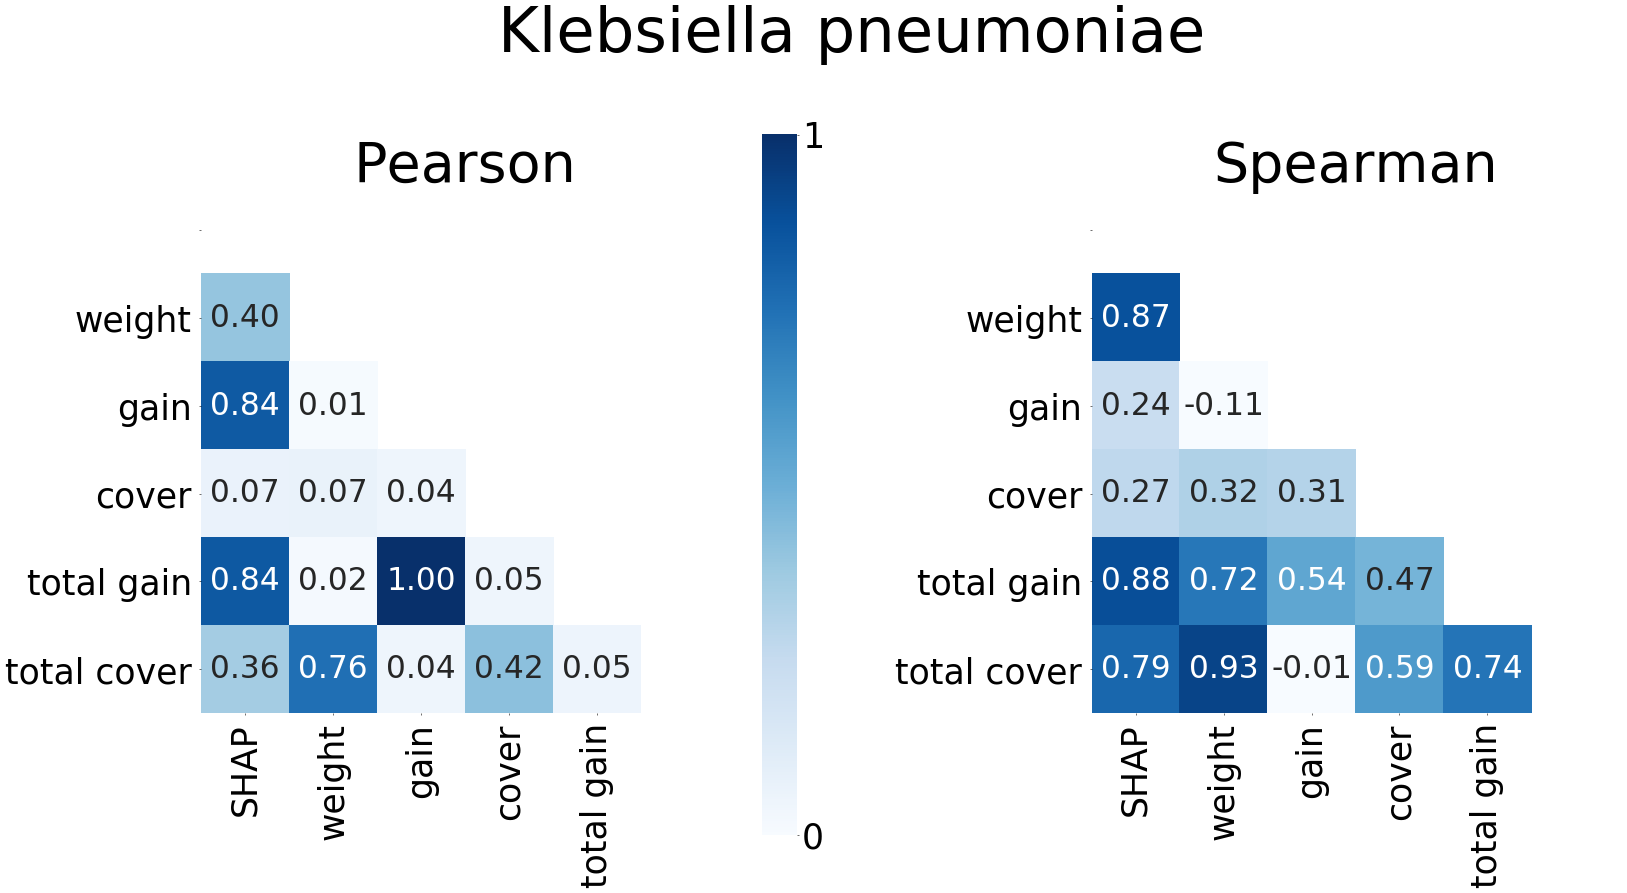 Klebsiella pneumoniae
Pearson
weight 0.40
gain 0.84 0.01
cover 0.07 0.07 0.04
total gain 0.84 0.02 1.00 0.05
total cover 0.36 0.76 0.04 0.42 0.05
SHAP
weight
gain
cover
total gain
1
0
Spearman
weight 0.87
gain 0.24 -0.11
cover 0.27 0.32 0.31
total gain 0.88 0.72 0.54 0.47
total cover 0.79 0.93 -0.01 0.59 0.74
SHAP
weight
gain
cover
total gain